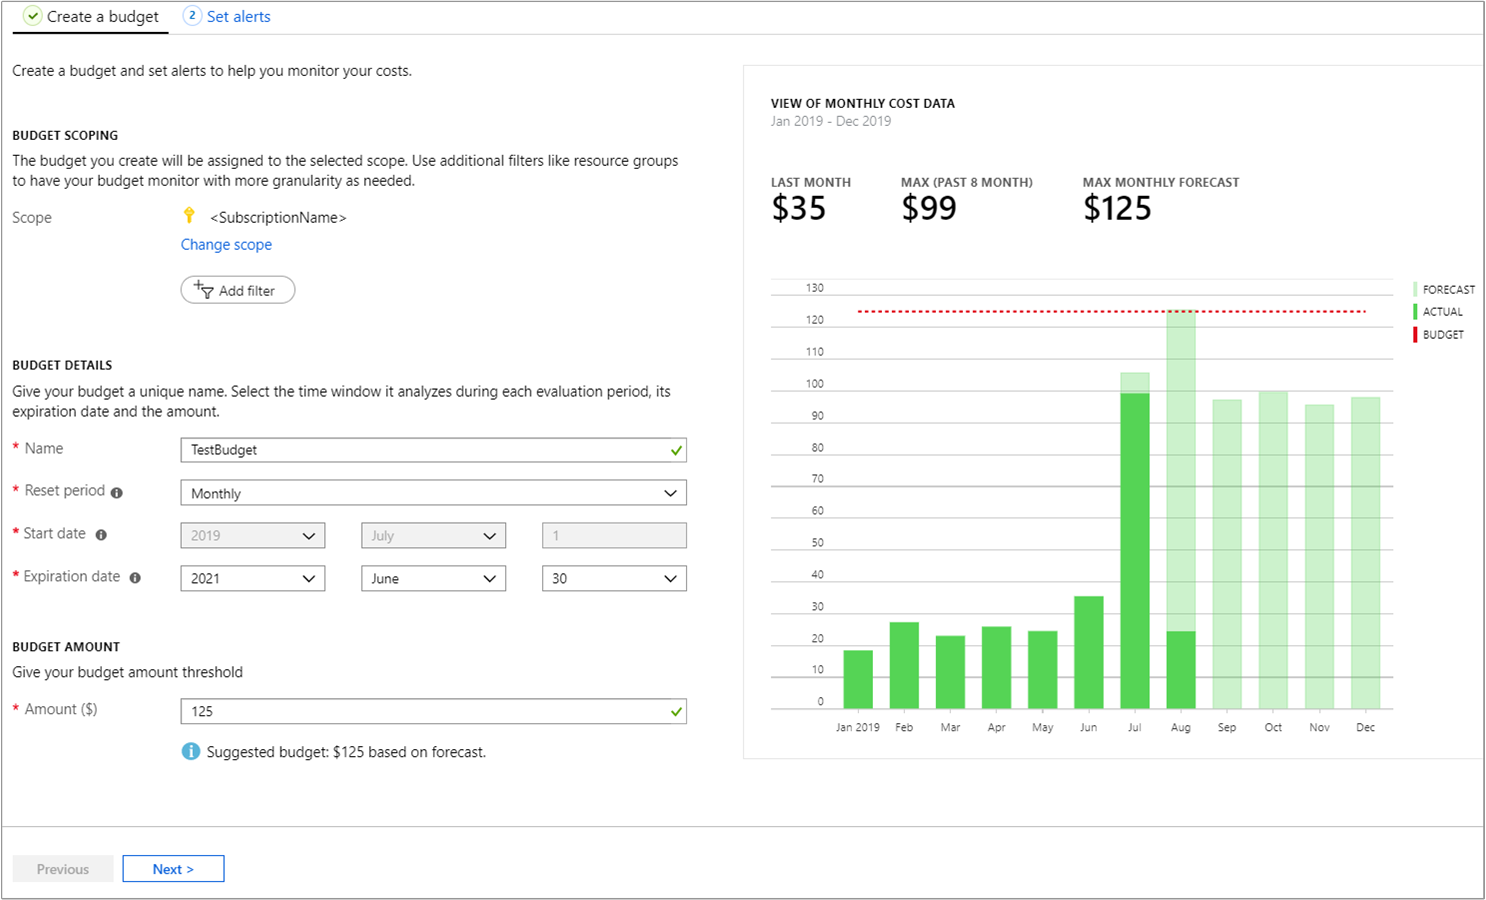 Create a budget
2 Set alerts
Create a budget and set alerts to help you monitor your costs.
BUDGET SCOPING
The budget you create will be assigned to the selected scope. Use additional filters like resource groups
to have your budget monitor with more granularity as needed.
Scope
<SubscriptionName>
Change scope
Add filter
BUDGET DETAILS
Give your budget a unique name. Select the time window it analyzes during each evaluation period, its
expiration date and the amount.
* Name
TestBudget
* Reset period
Monthly
* Start date
2019
July
1
* Expiration date
2021
June
30
BUDGET AMOUNT
Give your budget amount threshold
* Amount ($)
125
Suggested budget: $125 based on forecast.
Previous
Next >
VIEW OF MONTHLY COST DATA
Jan 2019 - Dec 2019
LAST MONTH
$35
MAX (PAST 8 MONTH)
$99
MAX MONTHLY FORECAST
$125
130
120
110
100
90
80
70
60
50
40
30
20
10
0
Jan 2019 Feb Mar Apr May Jun Jul Aug Sep Oct Nov Dec
FORECAST
ACTUAL
BUDGET